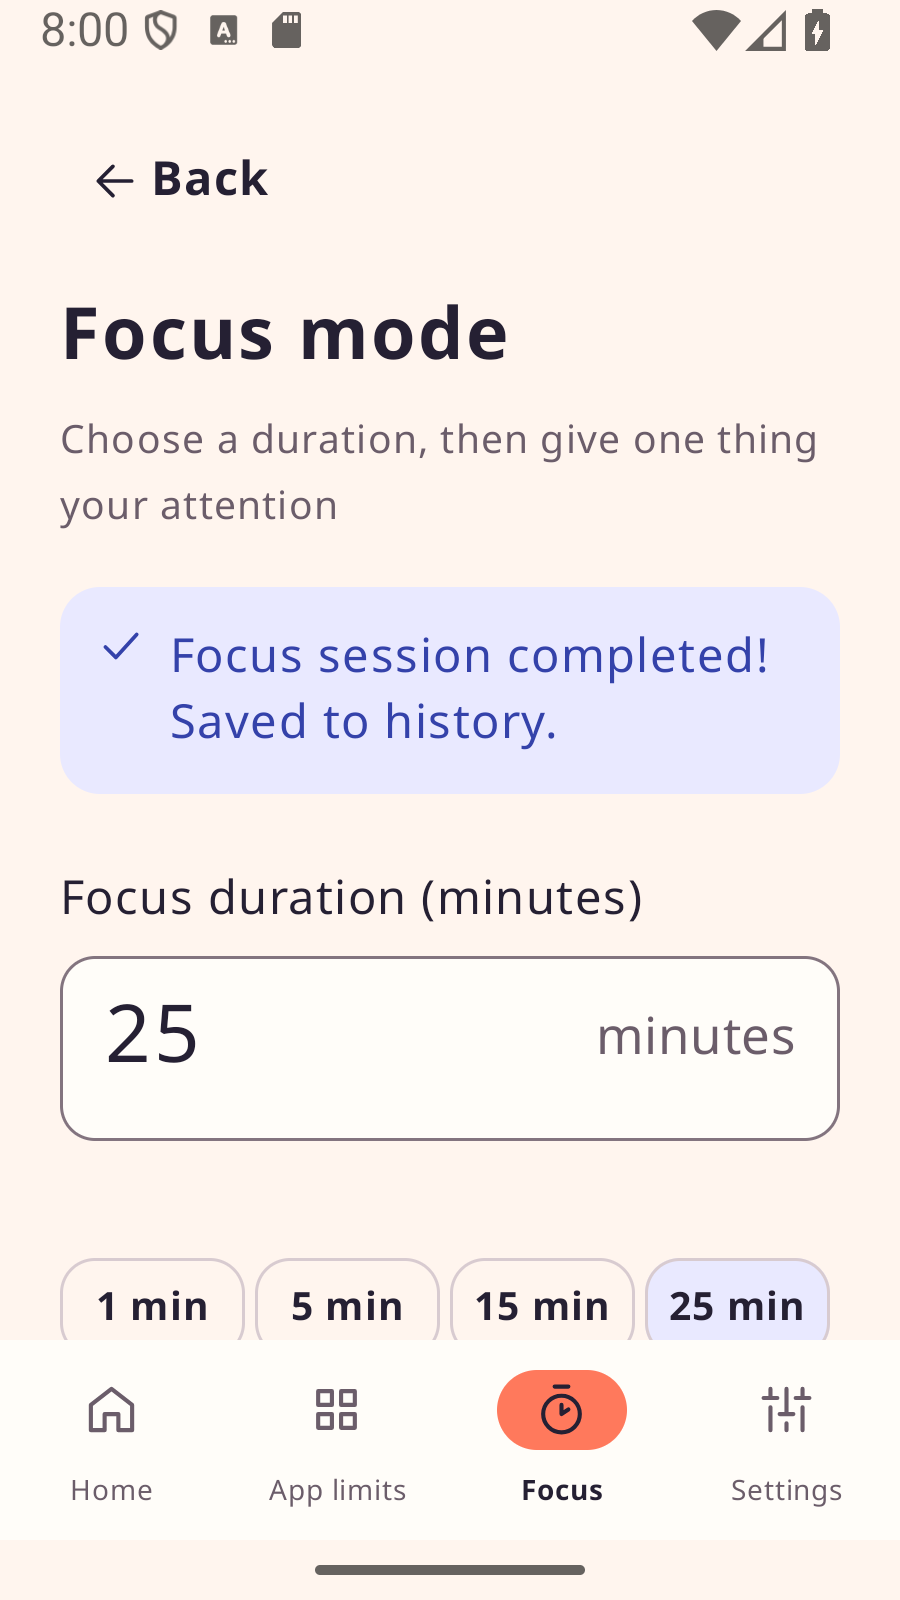 8:00
Back
Focus mode
Choose a duration, then give one thing
your attention
Focus session completed!
Saved to history.
Focus duration (minutes)
25 minutes
1 min 5 min 15 min 25 min
Home App limits Focus Settings